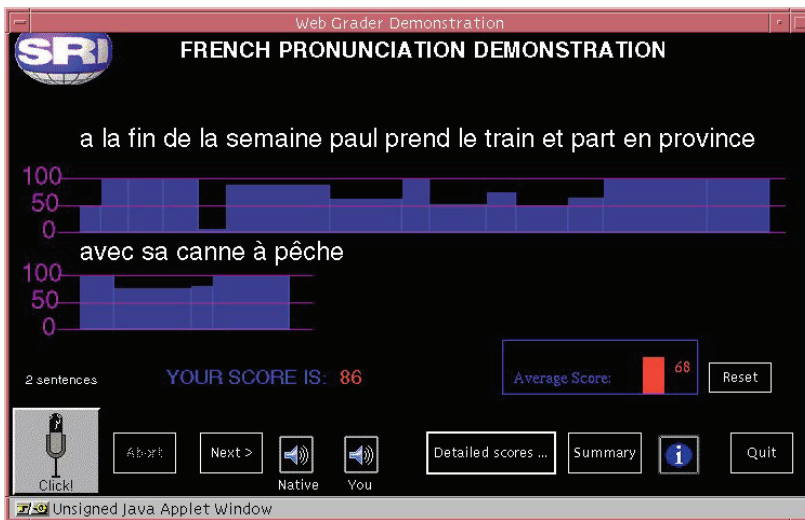 Web Grader Demonstration
SRI
FRENCH PRONUNCIATION DEMONSTRATION
a la fin de la semaine paul prend le train et part en province
100
50
0
avec sa canne à pêche
100
50
0
2 sentences
YOUR SCORE IS: 86
Average Score: 68
Reset
Click!
Abort
Next >
Native
You
Detailed scores ...
Summary
i
Quit
Unsigned Java Applet Window